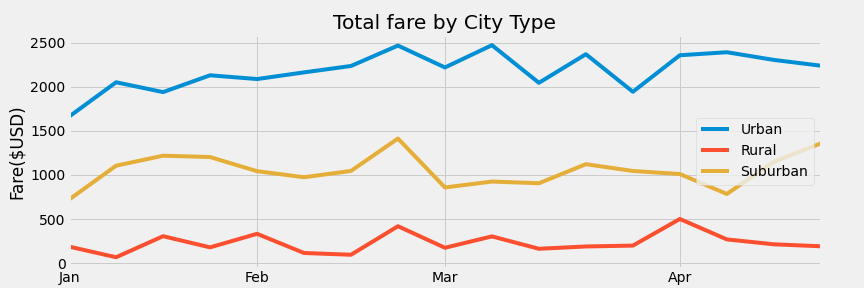 Total fare by City Type
Fare($USD)
2500
2000
1500
1000
500
0
Urban
Rural
Suburban
Jan Feb Mar Apr